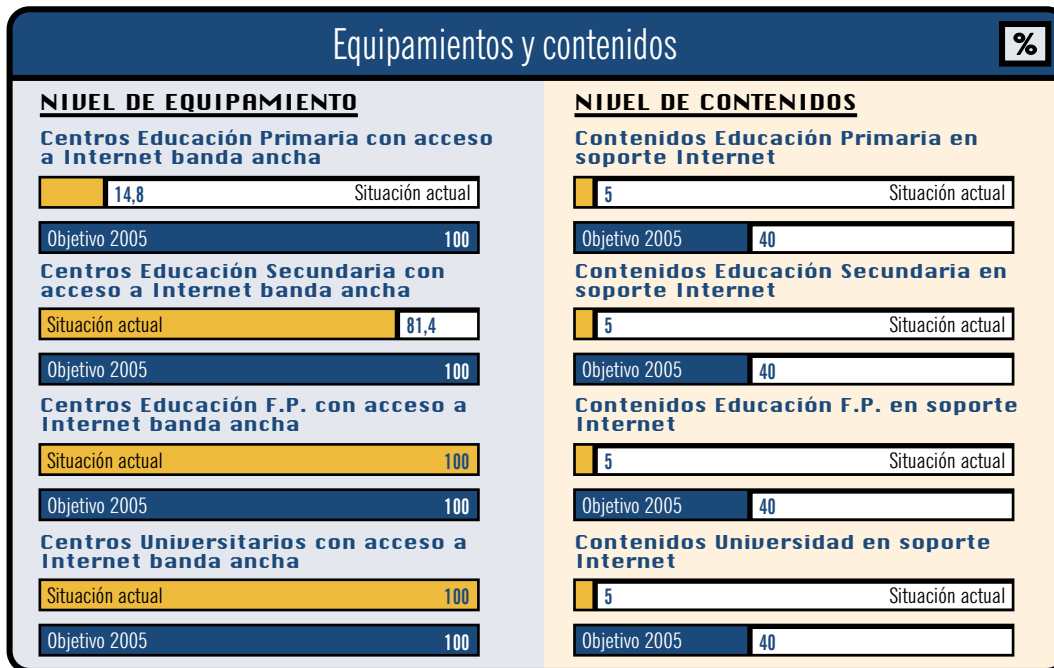 Equipamientos y contenidos
%
NIVEL DE EQUIPAMIENTO
Centros Educación Primaria con acceso
a Internet banda ancha
14,8 Situación actual
Objetivo 2005 100
Centros Educación Secundaria con
acceso a Internet banda ancha
Situación actual 81,4
Objetivo 2005 100
Centros Educación F.P. con acceso a
Internet banda ancha
Situación actual 100
Objetivo 2005 100
Centros Universitarios con acceso a
Internet banda ancha
Situación actual 100
Objetivo 2005 100
NIVEL DE CONTENIDOS
Contenidos Educación Primaria en
soporte Internet
5 Situación actual
Objetivo 2005 40
Contenidos Educación Secundaria en
soporte Internet
5 Situación actual
Objetivo 2005 40
Contenidos Educación F.P. en soporte
Internet
5 Situación actual
Objetivo 2005 40
Contenidos Universidad en soporte
Internet
5 Situación actual
Objetivo 2005 40